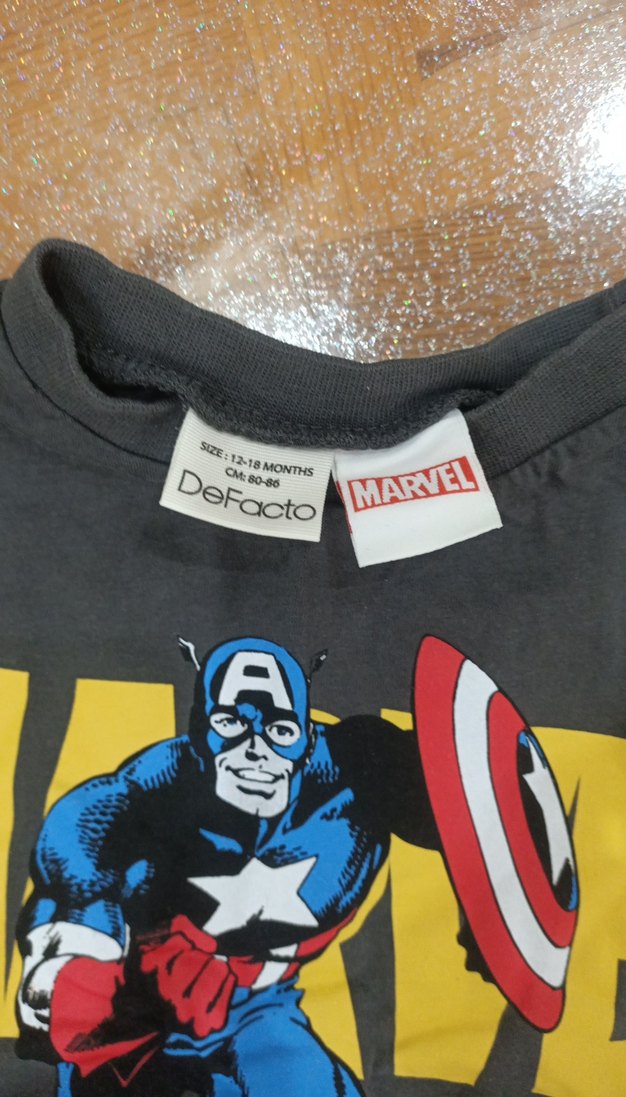 SIZE : 12-18 MONTHS
CM: 80-86
DeFacto
MARVEL
A